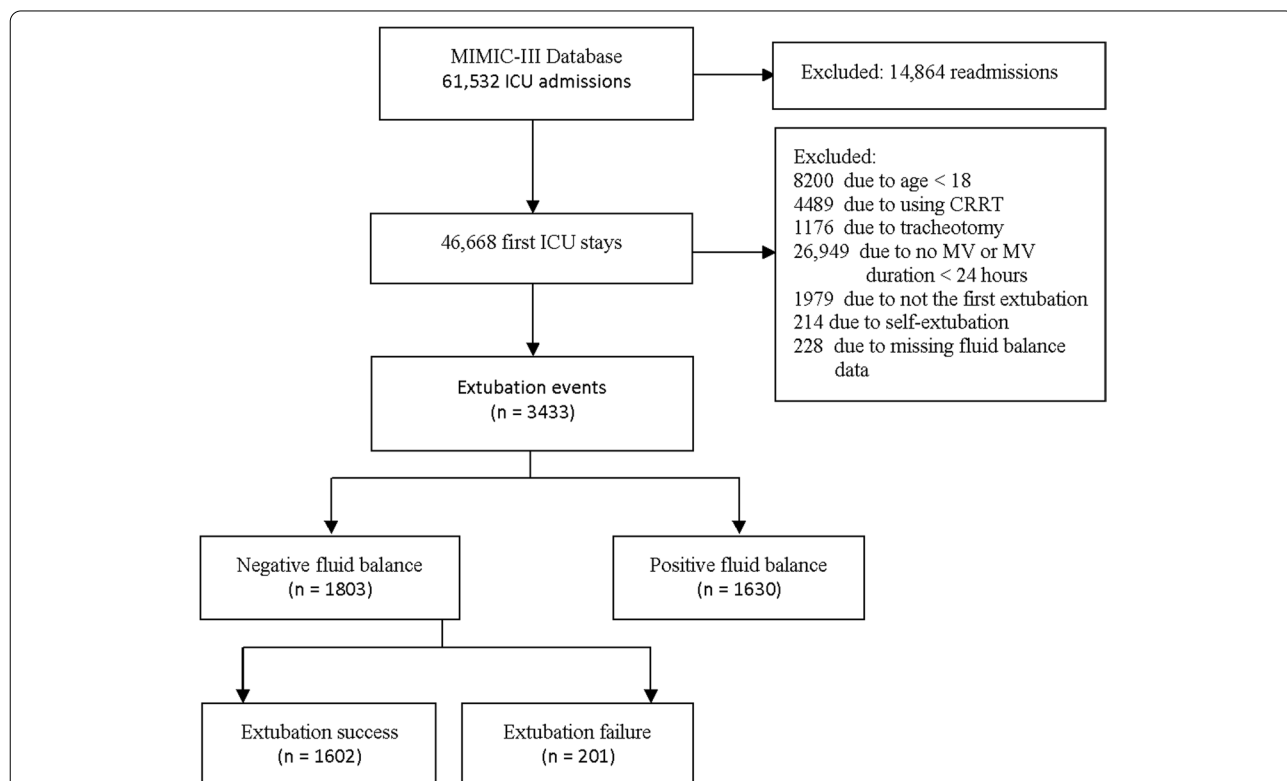 MIMIC-III Database
61,532 ICU admissions
Excluded: 14,864 readmissions
Excluded:
8200 due to age < 18
4489 due to using CRRT
1176 due to tracheotomy
26,949 due to no MV or MV
duration < 24 hours
1979 due to not the first extubation
214 due to self-extubation
228 due to missing fluid balance
data
46,668 first ICU stays
Extubation events
(n = 3433)
Negative fluid balance
(n = 1803)
Positive fluid balance
(n = 1630)
Extubation success
(n = 1602)
Extubation failure
(n = 201)